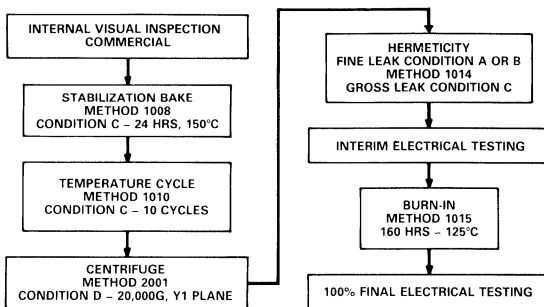 INTERNAL VISUAL INSPECTION
COMMERCIAL
STABILIZATION BAKE
METHOD 1008
CONDITION C – 24 HRS, 150°C
TEMPERATURE CYCLE
METHOD 1010
CONDITION C – 10 CYCLES
CENTRIFUGE
METHOD 2001
CONDITION D – 20,000G, Y1 PLANE
HERMETICITY
FINE LEAK CONDITION A OR B
METHOD 1014
GROSS LEAK CONDITION C
INTERIM ELECTRICAL TESTING
BURN-IN
METHOD 1015
160 HRS – 125°C
100% FINAL ELECTRICAL TESTING